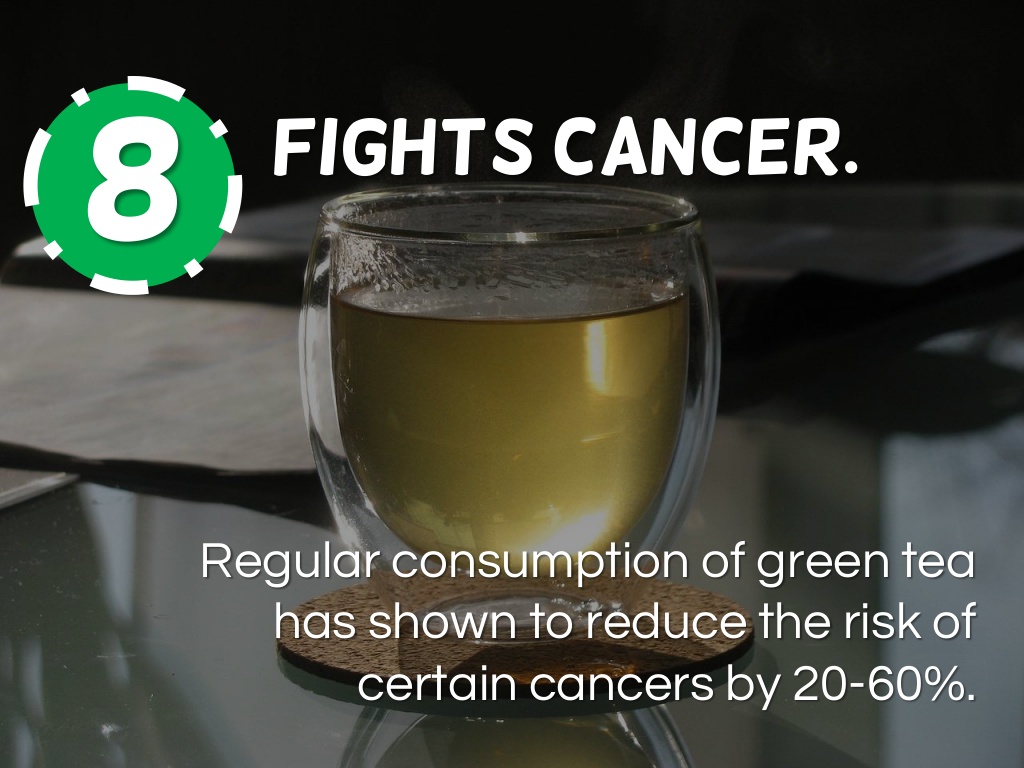 8
FIGHTS CANCER.
Regular consumption of green tea
has shown to reduce the risk of
certain cancers by 20-60%.